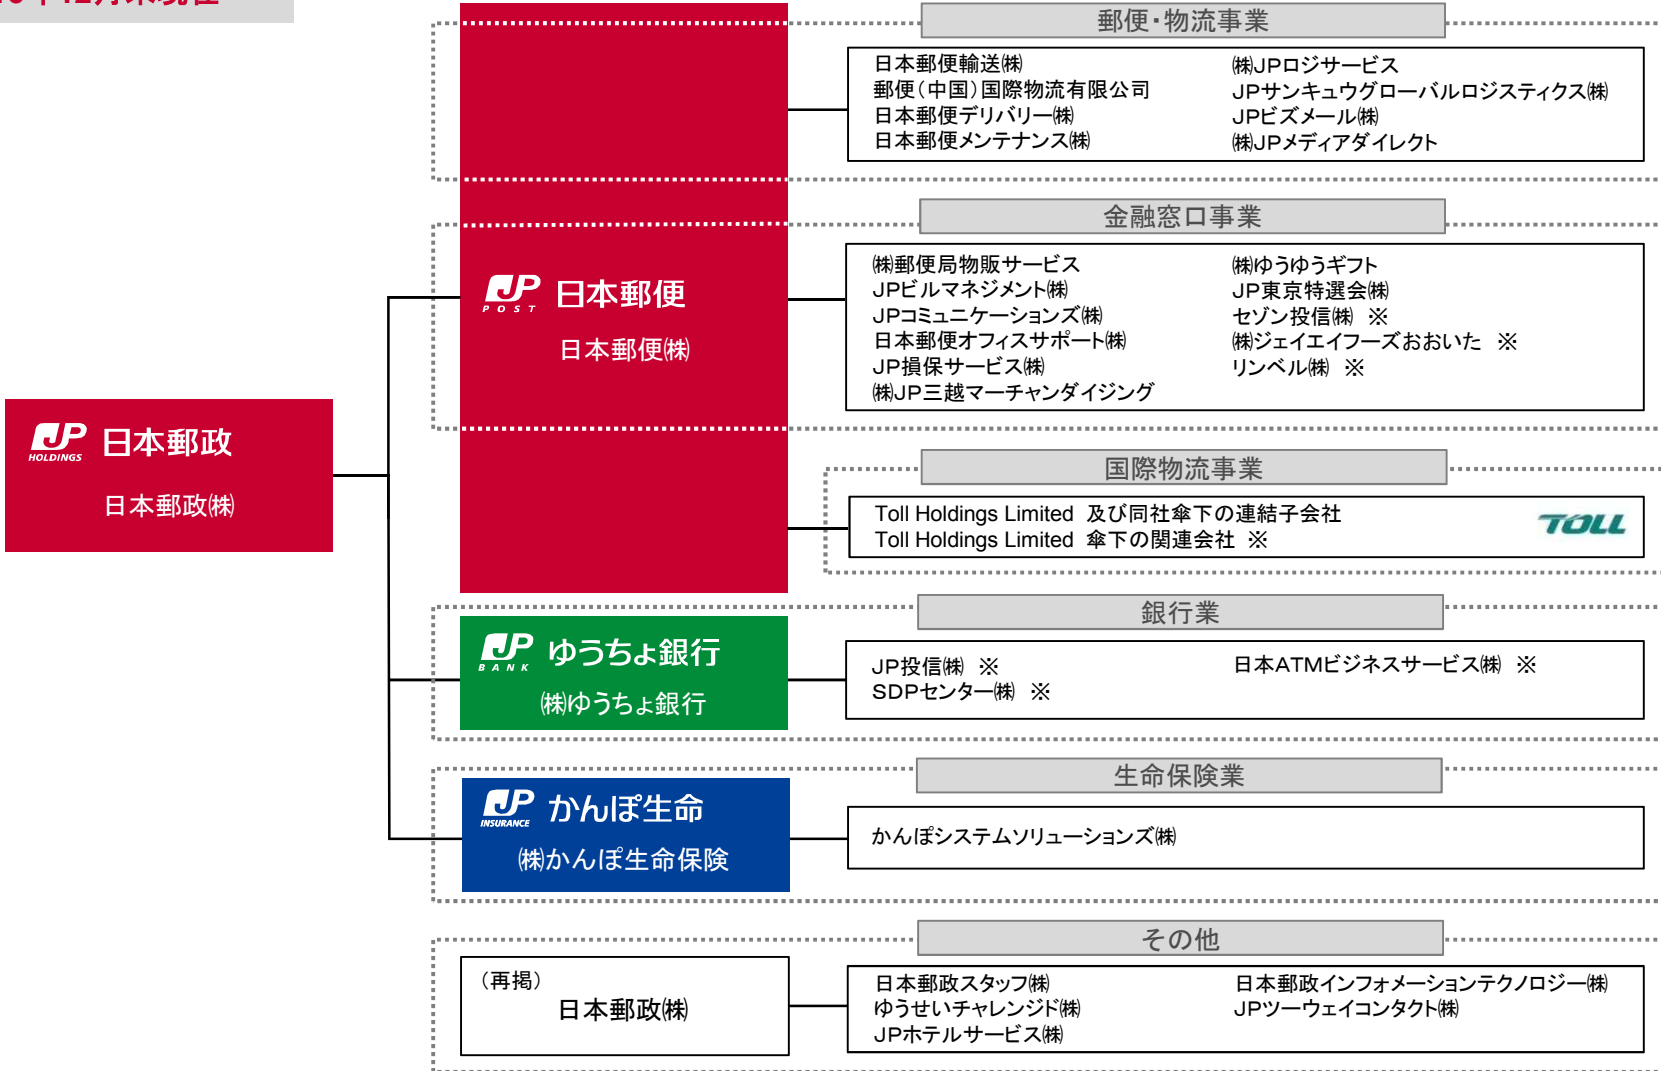 12月末現在
郵便・物流事業
日本郵便輸送㈱
郵便（中国）国際物流有限公司
日本郵便デリバリー㈱
日本郵便メンテナンス㈱
㈱JPロジサービス
JPサンキュウグローバルロジスティクス㈱
JPビズメール㈱
㈱JPメディアダイレクト
金融窓口事業
JP POST 日本郵便
日本郵便㈱
㈱郵便局物販サービス
JPビルマネジメント㈱
JPコミュニケーションズ㈱
日本郵便オフィスサポート㈱
JP損保サービス㈱
㈱JP三越マーチャンダイジング
㈱ゆうゆうギフト
JP東京特選会㈱
セゾン投信㈱ ※
㈱ジェイエイフーズおおいた ※
リンベル㈱ ※
JP HOLDINGS 日本郵政
日本郵政㈱
国際物流事業
Toll Holdings Limited 及び同社傘下の連結子会社
Toll Holdings Limited 傘下の関連会社 ※
TOLL
銀行業
JP BANK ゆうちょ銀行
㈱ゆうちょ銀行
JP投信㈱ ※
SDPセンター㈱ ※
日本ATMビジネスサービス㈱ ※
生命保険業
JP INSURANCE かんぽ生命
㈱かんぽ生命保険
かんぽシステムソリューションズ㈱
その他
（再掲）
日本郵政㈱
日本郵政スタッフ㈱
ゆうせいチャレンジド㈱
JPホテルサービス㈱
日本郵政インフォメーションテクノロジー㈱
JPツーウェイコンタクト㈱